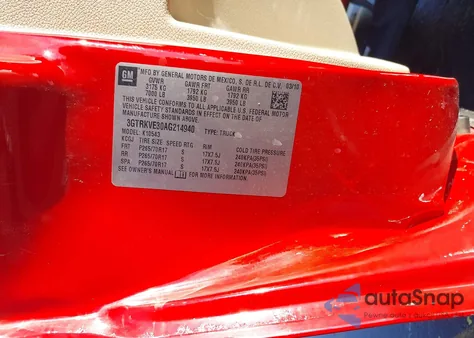 GM
MFD BY GENERAL MOTORS DE MEXICO, S. DE R.L. DE C.V. 03/10
GVWR GAWR FRT GAWR RR
3175 KG 1792 KG 1792 KG
7000 LB 3950 LB 3950 LB
THIS VEHICLE CONFORMS TO ALL APPLICABLE U.S. FEDERAL MOTOR
VEHICLE SAFETY STANDARDS IN EFFECT ON THE DATE OF
MANUFACTURE SHOWN ABOVE.
3GTRKVE30AG214940 TYPE: TRUCK
MODEL: K10543
TIRE SIZE SPEED RTG RIM COLD TIRE PRESSURE
FRT P265/70R17 S 17X7.5J 240KPA(35PSI)
RR P265/70R17 S 17X7.5J 240KPA(35PSI)
SPA P265/70R17 S 17X7.5J 240KPA(35PSI)
SEE OWNER'S MANUAL FOR MORE INFORMATION.
autoSnap
Pewne auta z